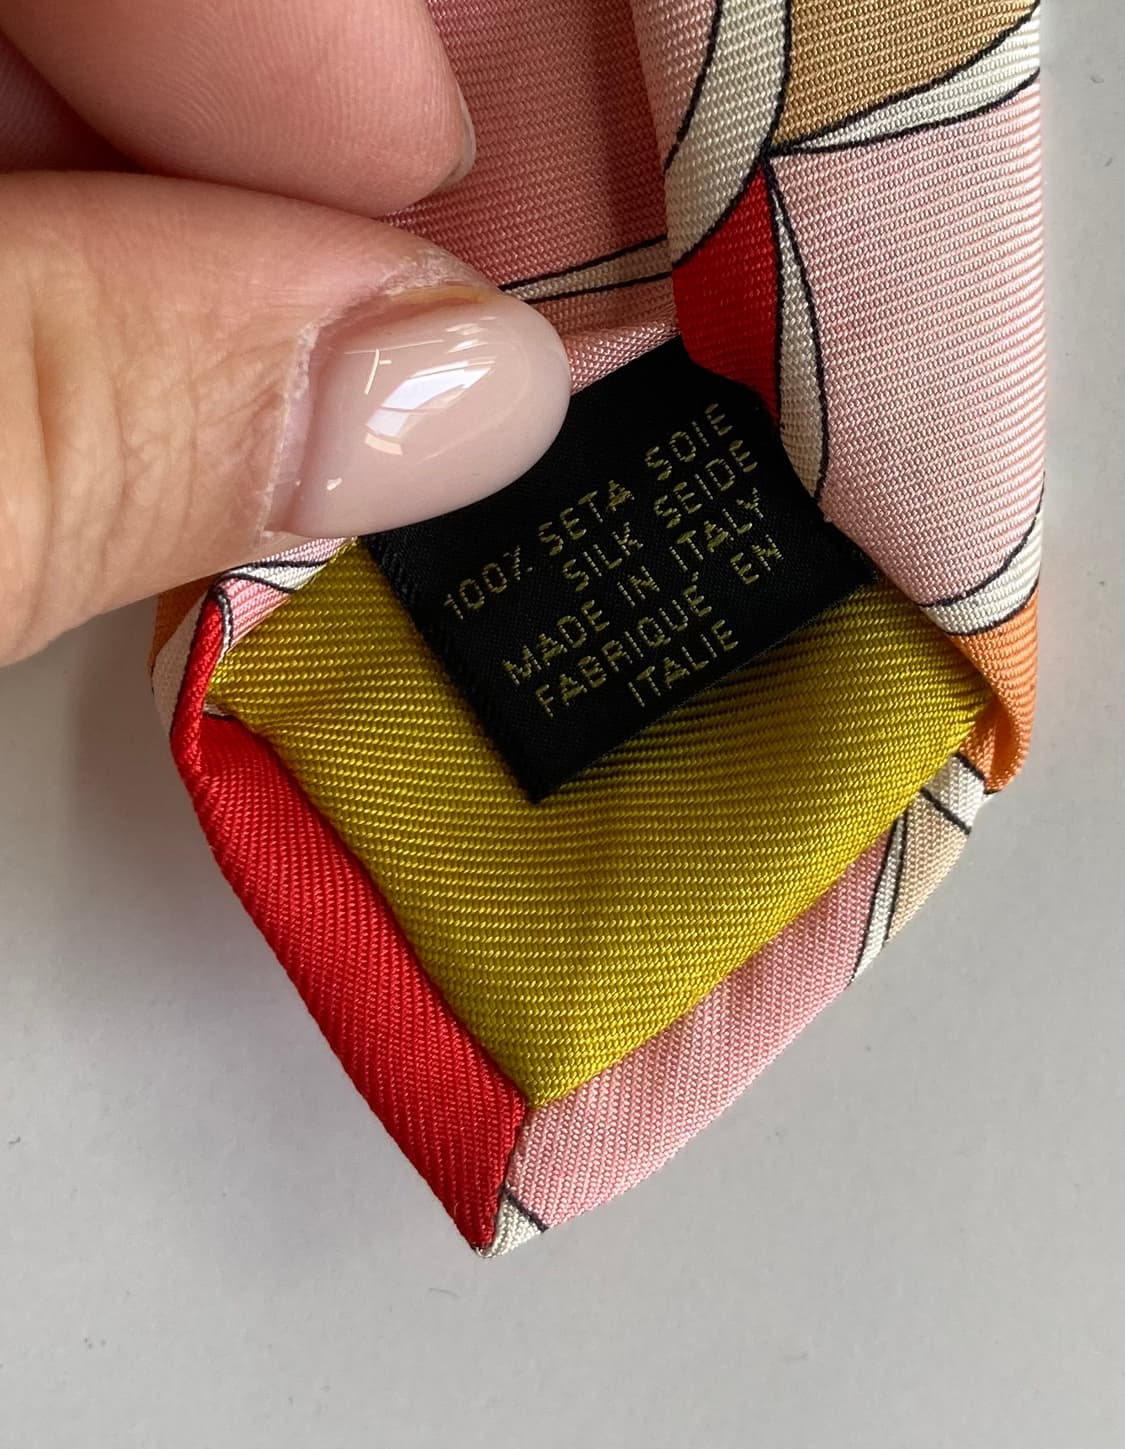 100% SETA SOIE
SILK SEIDE
MADE IN ITALY
FABRIQUÉ EN
ITALIE